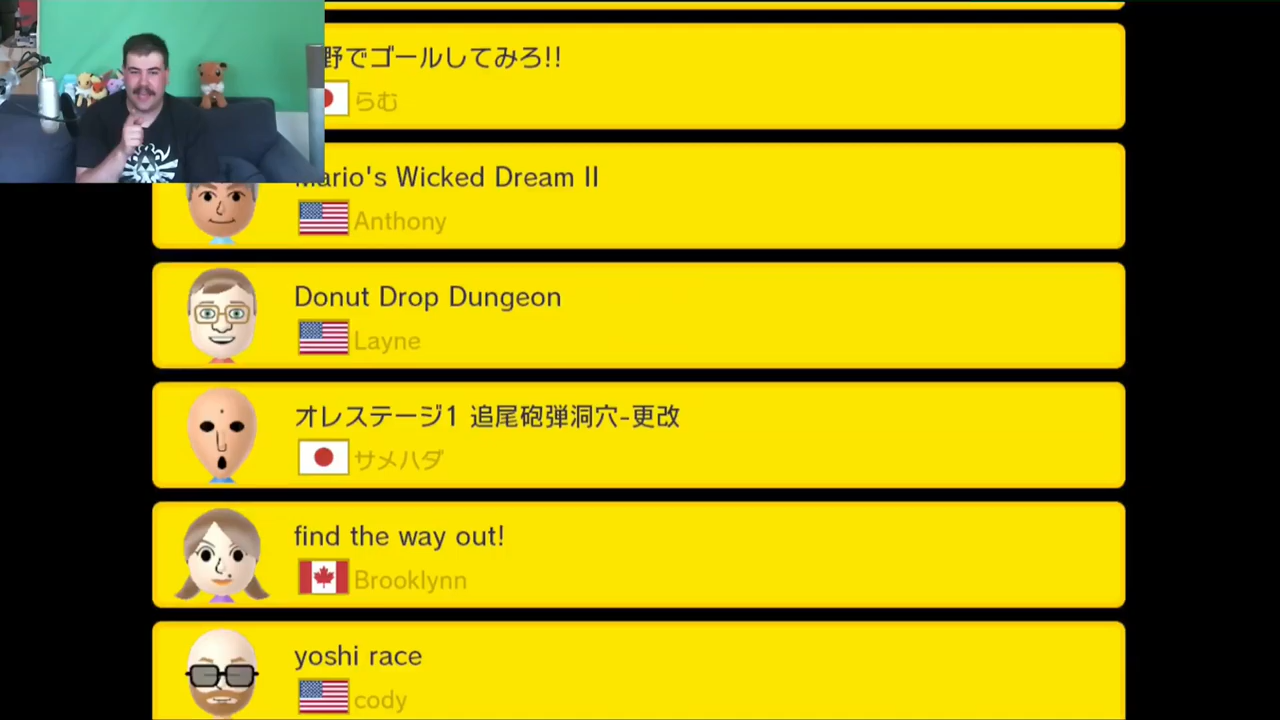 野でゴールしてみろ!!
らむ
Mario's Wicked Dream II
Anthony
Donut Drop Dungeon
Layne
オレステージ1 追尾砲弾洞穴-更改
サメハダ
find the way out!
Brooklynn
yoshi race
cody